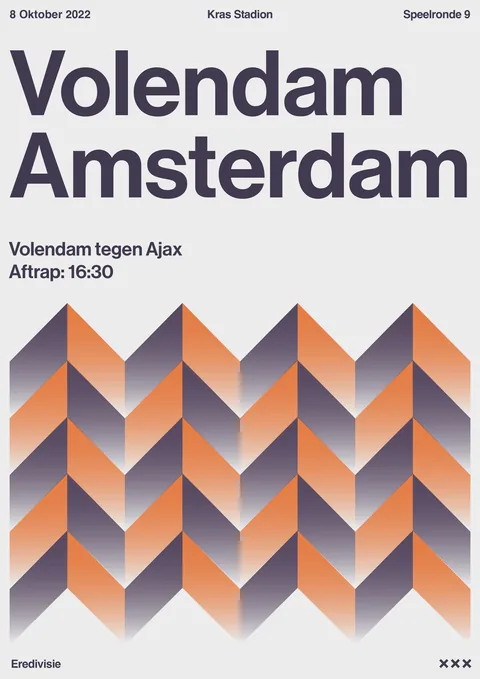 8 Oktober 2022 Kras Stadion Speelronde 9
Volendam
Amsterdam
Volendam tegen Ajax
Aftrap: 16:30
Eredivisie